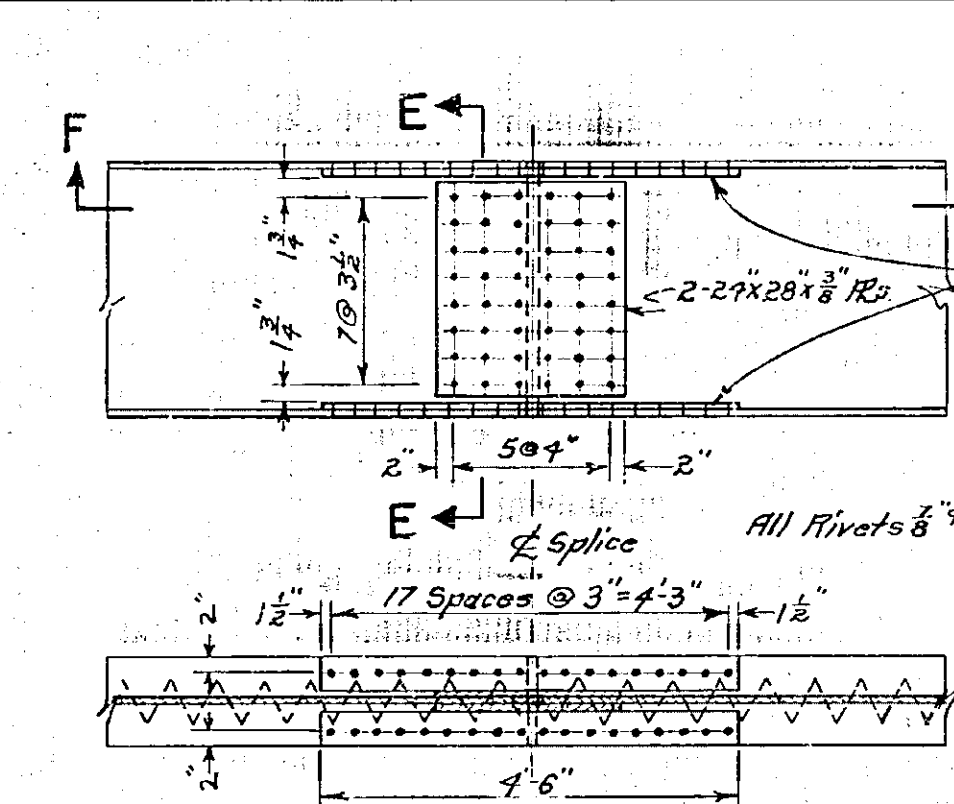 F
E
1 3/4"
7 @ 3 1/2"
1 3/4"
2-24"x28"x 3/8" PLs.
2"
5@4"
2"
E
℄ Splice
All Rivets 7/8"φ
2"
1 1/2"
17 Spaces @ 3"=4'-3"
1 1/2"
2"
4'-6"